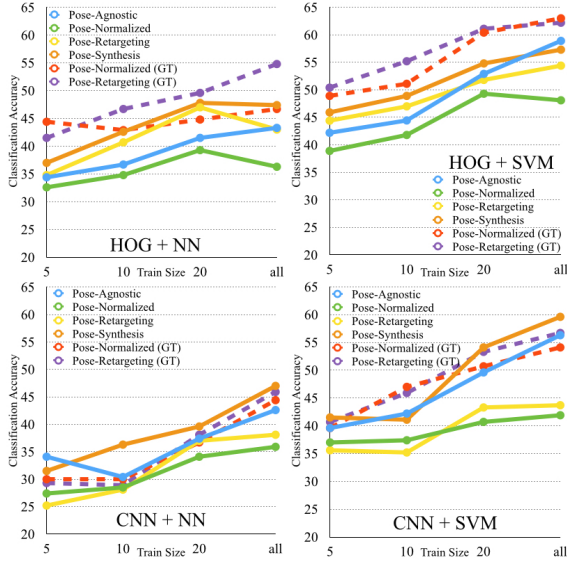 Classification Accuracy
65
60
55
50
45
40
35
30
25
20
Pose-Agnostic
Pose-Normalized
Pose-Retargeting
Pose-Synthesis
Pose-Normalized (GT)
Pose-Retargeting (GT)
HOG + NN
5
10
20
all
Train Size
Classification Accuracy
65
60
55
50
45
40
35
30
25
20
HOG + SVM
Pose-Agnostic
Pose-Normalized
Pose-Retargeting
Pose-Synthesis
Pose-Normalized (GT)
Pose-Retargeting (GT)
5
10
20
all
Train Size
Classification Accuracy
65
60
55
50
45
40
35
30
25
20
Pose-Agnostic
Pose-Normalized
Pose-Retargeting
Pose-Synthesis
Pose-Normalized (GT)
Pose-Retargeting (GT)
CNN + NN
5
10
20
all
Train Size
Classification Accuracy
65
60
55
50
45
40
35
30
25
20
Pose-Agnostic
Pose-Normalized
Pose-Retargeting
Pose-Synthesis
Pose-Normalized (GT)
Pose-Retargeting (GT)
CNN + SVM
5
10
20
all
Train Size